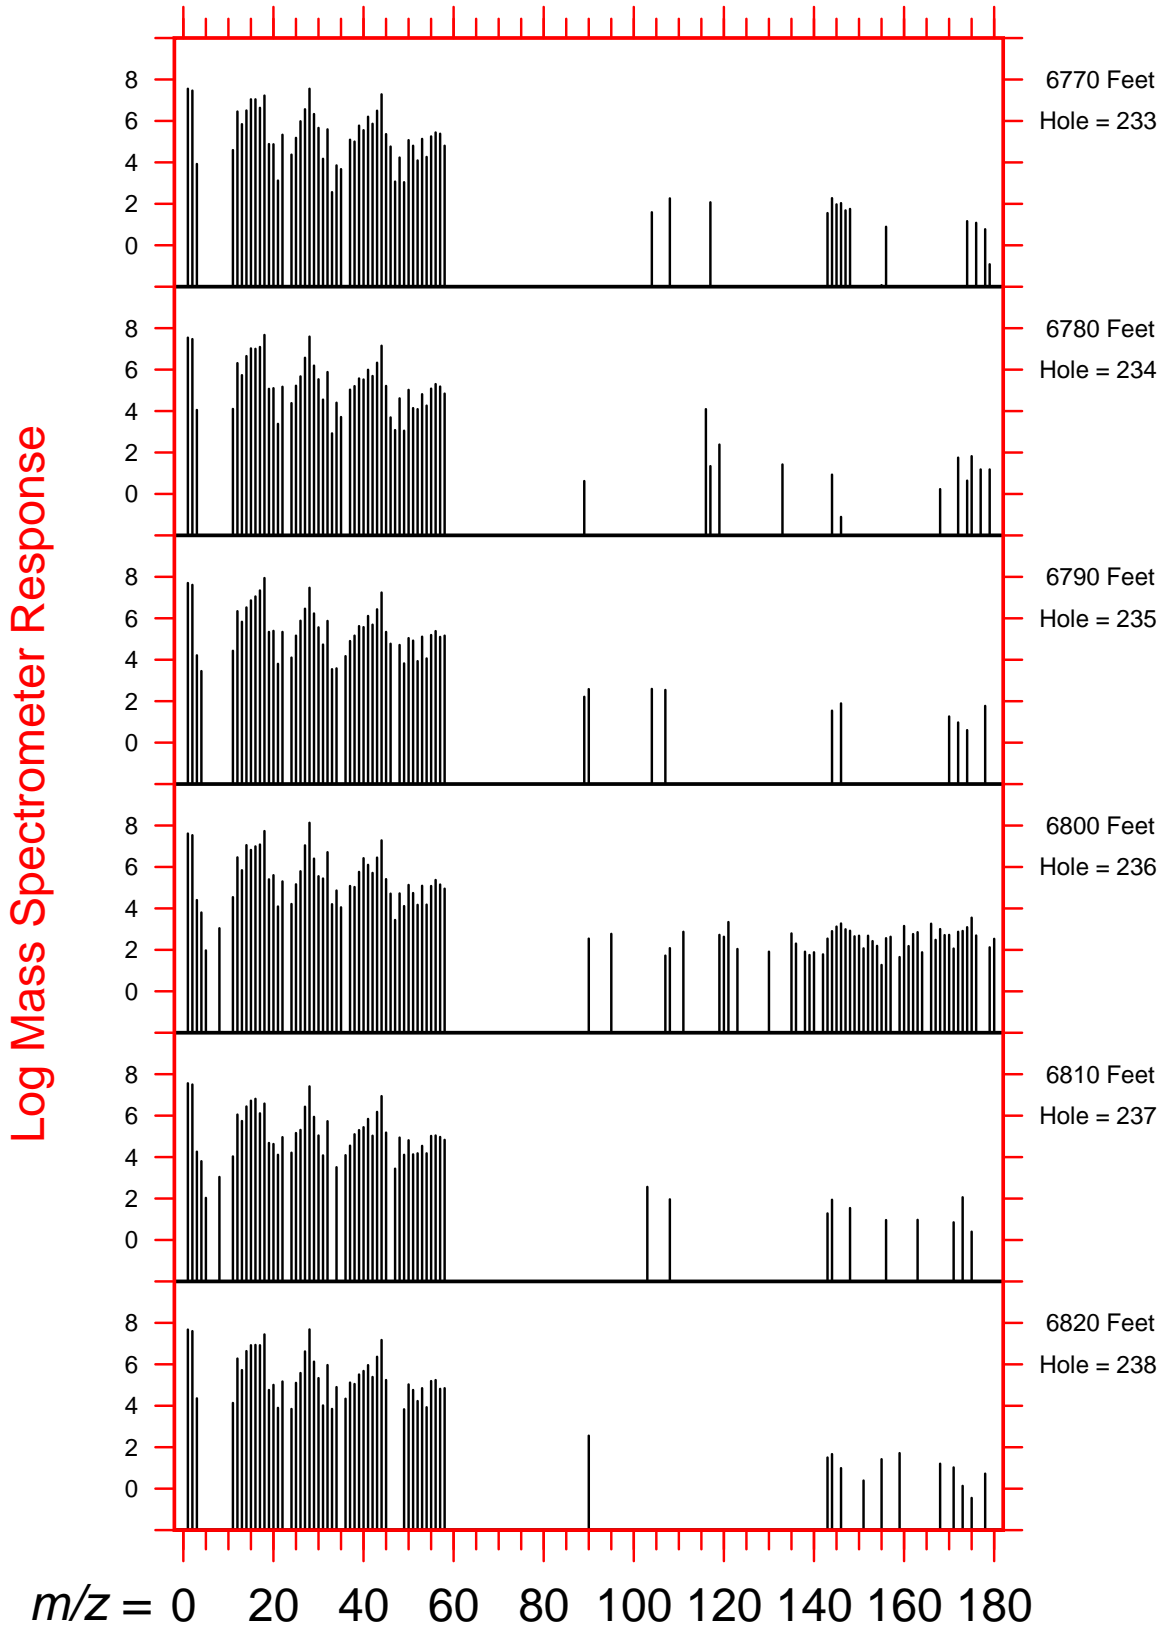 8
6
4
2
0
6770 Feet
Hole = 233
8
6
4
2
0
6780 Feet
Hole = 234
8
6
4
2
0
6790 Feet
Hole = 235
8
6
4
2
0
6800 Feet
Hole = 236
8
6
4
2
0
6810 Feet
Hole = 237
8
6
4
2
0
6820 Feet
Hole = 238
Log Mass Spectrometer Response
m/z = 0 20 40 60 80 100 120 140 160 180